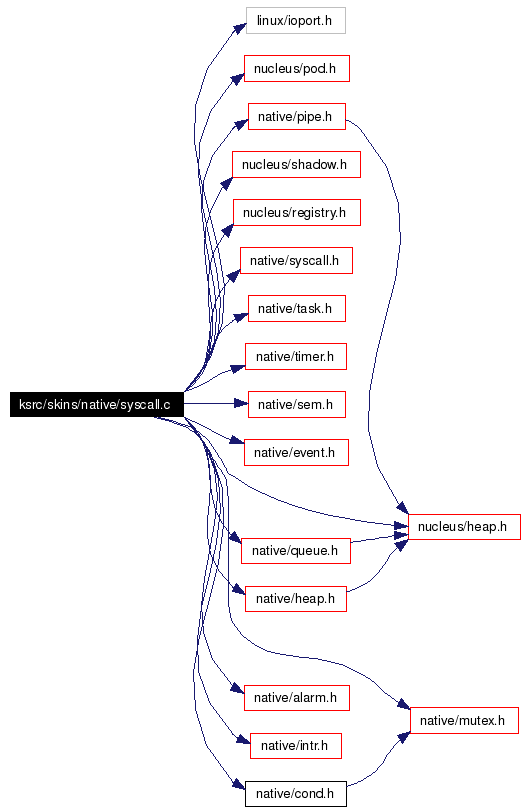 linux/ioport.h
nucleus/pod.h
native/pipe.h
nucleus/shadow.h
nucleus/registry.h
native/syscall.h
native/task.h
native/timer.h
ksrc/skins/native/syscall.c
native/sem.h
native/event.h
nucleus/heap.h
native/queue.h
native/heap.h
native/alarm.h
native/mutex.h
native/intr.h
native/cond.h